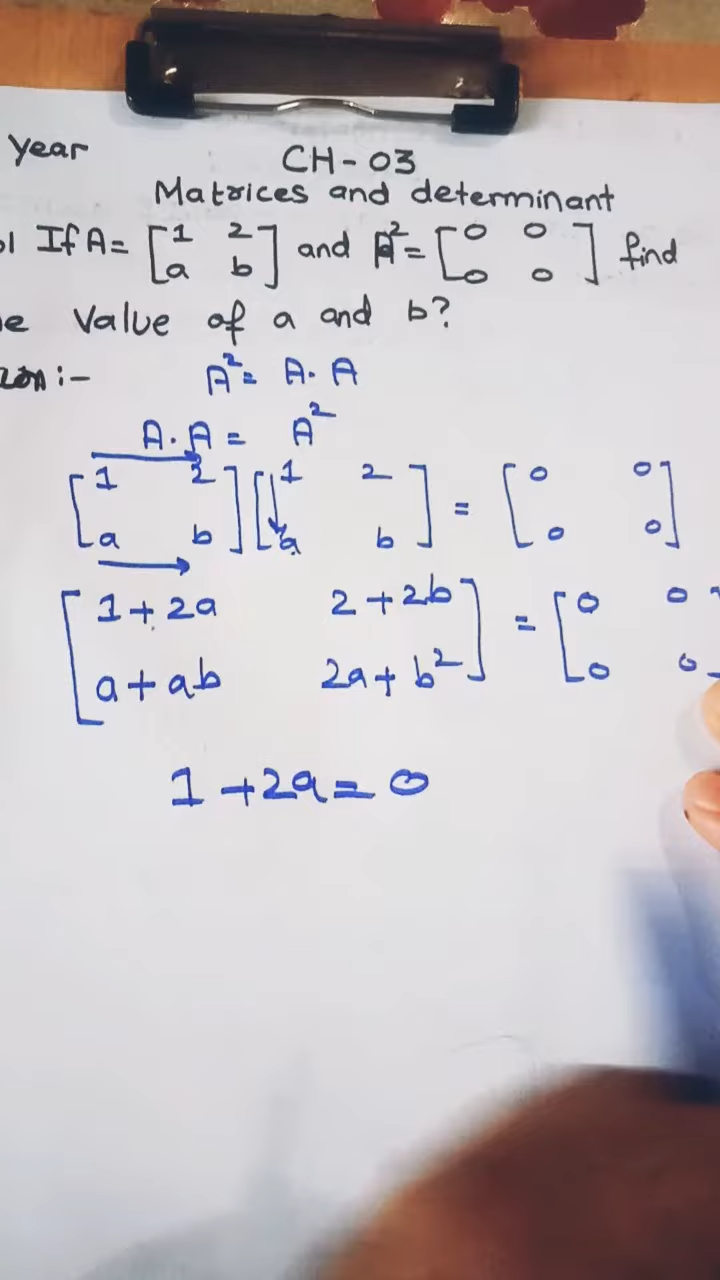 year
CH-03
Matrices and determinant
If A= [1 2 a b] and A²= [0 0 0 0] find
Value of a and b?
:- A²= A.A
A.A= A²
[1 2 a b] [1 2 a b] = [0 0 0 0]
[1+2a 2+2b a+ab 2a+b²] = [0 0 0 0]
1+2a=0